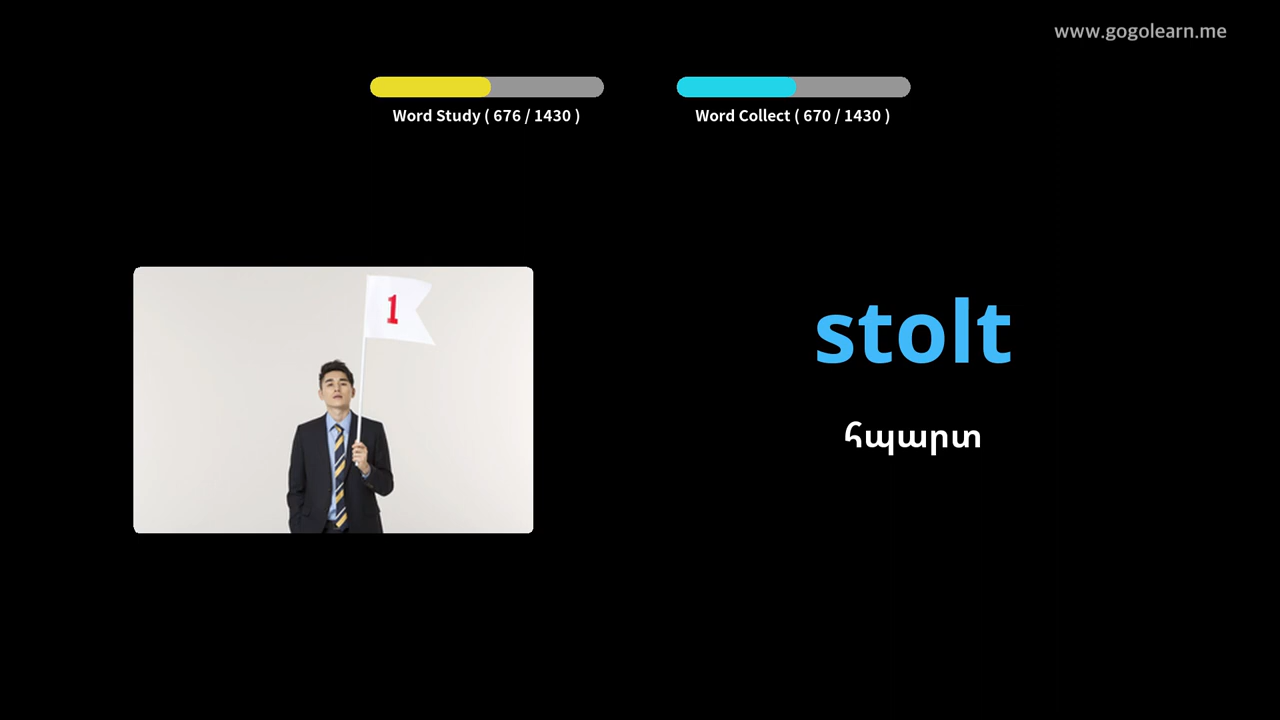 www.gogolearn.me
Word Study ( 676 / 1430 )
Word Collect ( 670 / 1430 )
1
stolt
հպարտ